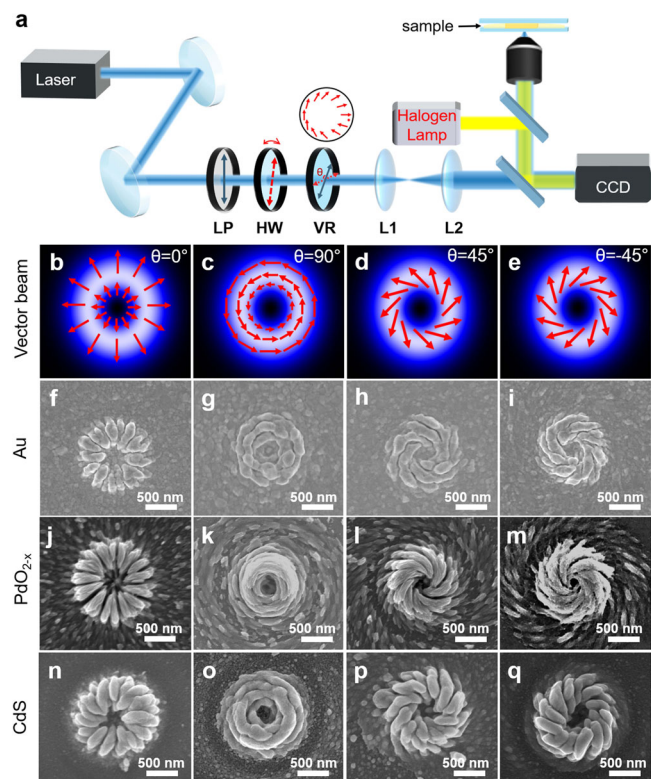 a
sample
Laser
Halogen
Lamp
θ
CCD
LP HW VR L1 L2
Vector beam
b θ=0° c θ=90° d θ=45° e θ=-45°
Au
f g h i
500 nm 500 nm 500 nm 500 nm
PdO2-x
j k l m
500 nm 500 nm 500 nm 500 nm
CdS
n o p q
500 nm 500 nm 500 nm 500 nm